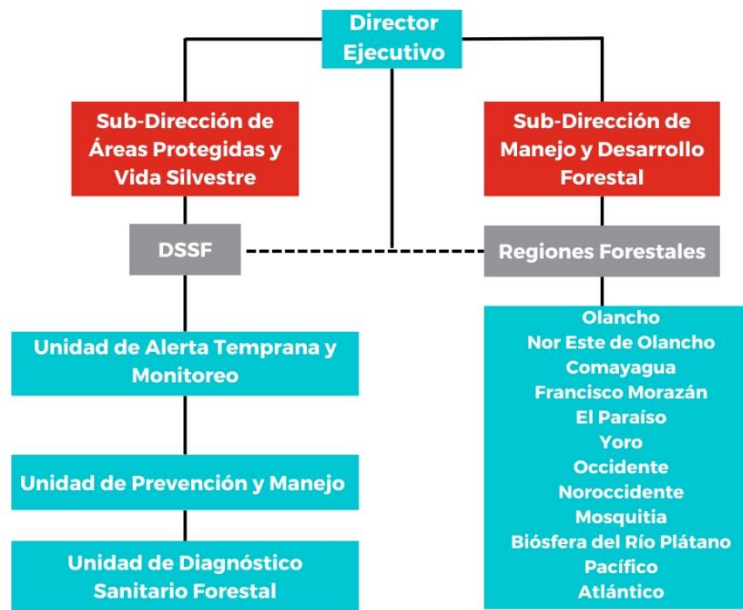 Director
Ejecutivo
Sub-Dirección de
Áreas Protegidas y
Vida Silvestre
Sub-Dirección de
Manejo y Desarrollo
Forestal
DSSF
Regiones Forestales
Unidad de Alerta Temprana y
Monitoreo
Unidad de Prevención y Manejo
Unidad de Diagnóstico
Sanitario Forestal
Olancho
Nor Este de Olancho
Comayagua
Francisco Morazán
El Paraíso
Yoro
Occidente
Noroccidente
Mosquitia
Biósfera del Río Plátano
Pacífico
Atlántico